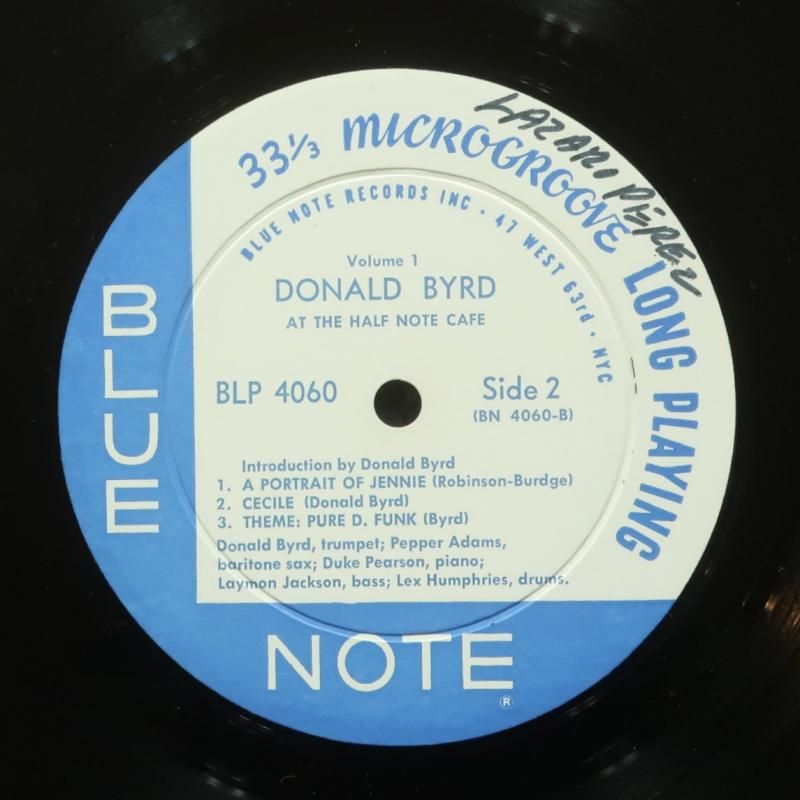 LAZARO PÉREZ
33⅓ MICROGROOVE LONG PLAYING
BLUE NOTE RECORDS INC · 47 WEST 63rd · NYC
Volume 1
DONALD BYRD
AT THE HALF NOTE CAFE
BLP 4060
Side 2
(BN 4060-B)
Introduction by Donald Byrd
1. A PORTRAIT OF JENNIE (Robinson-Burdge)
2. CECILE (Donald Byrd)
3. THEME: PURE D. FUNK (Byrd)
Donald Byrd, trumpet; Pepper Adams,
baritone sax; Duke Pearson, piano;
Laymon Jackson, bass; Lex Humphries, drums.
BLUE
NOTE
®